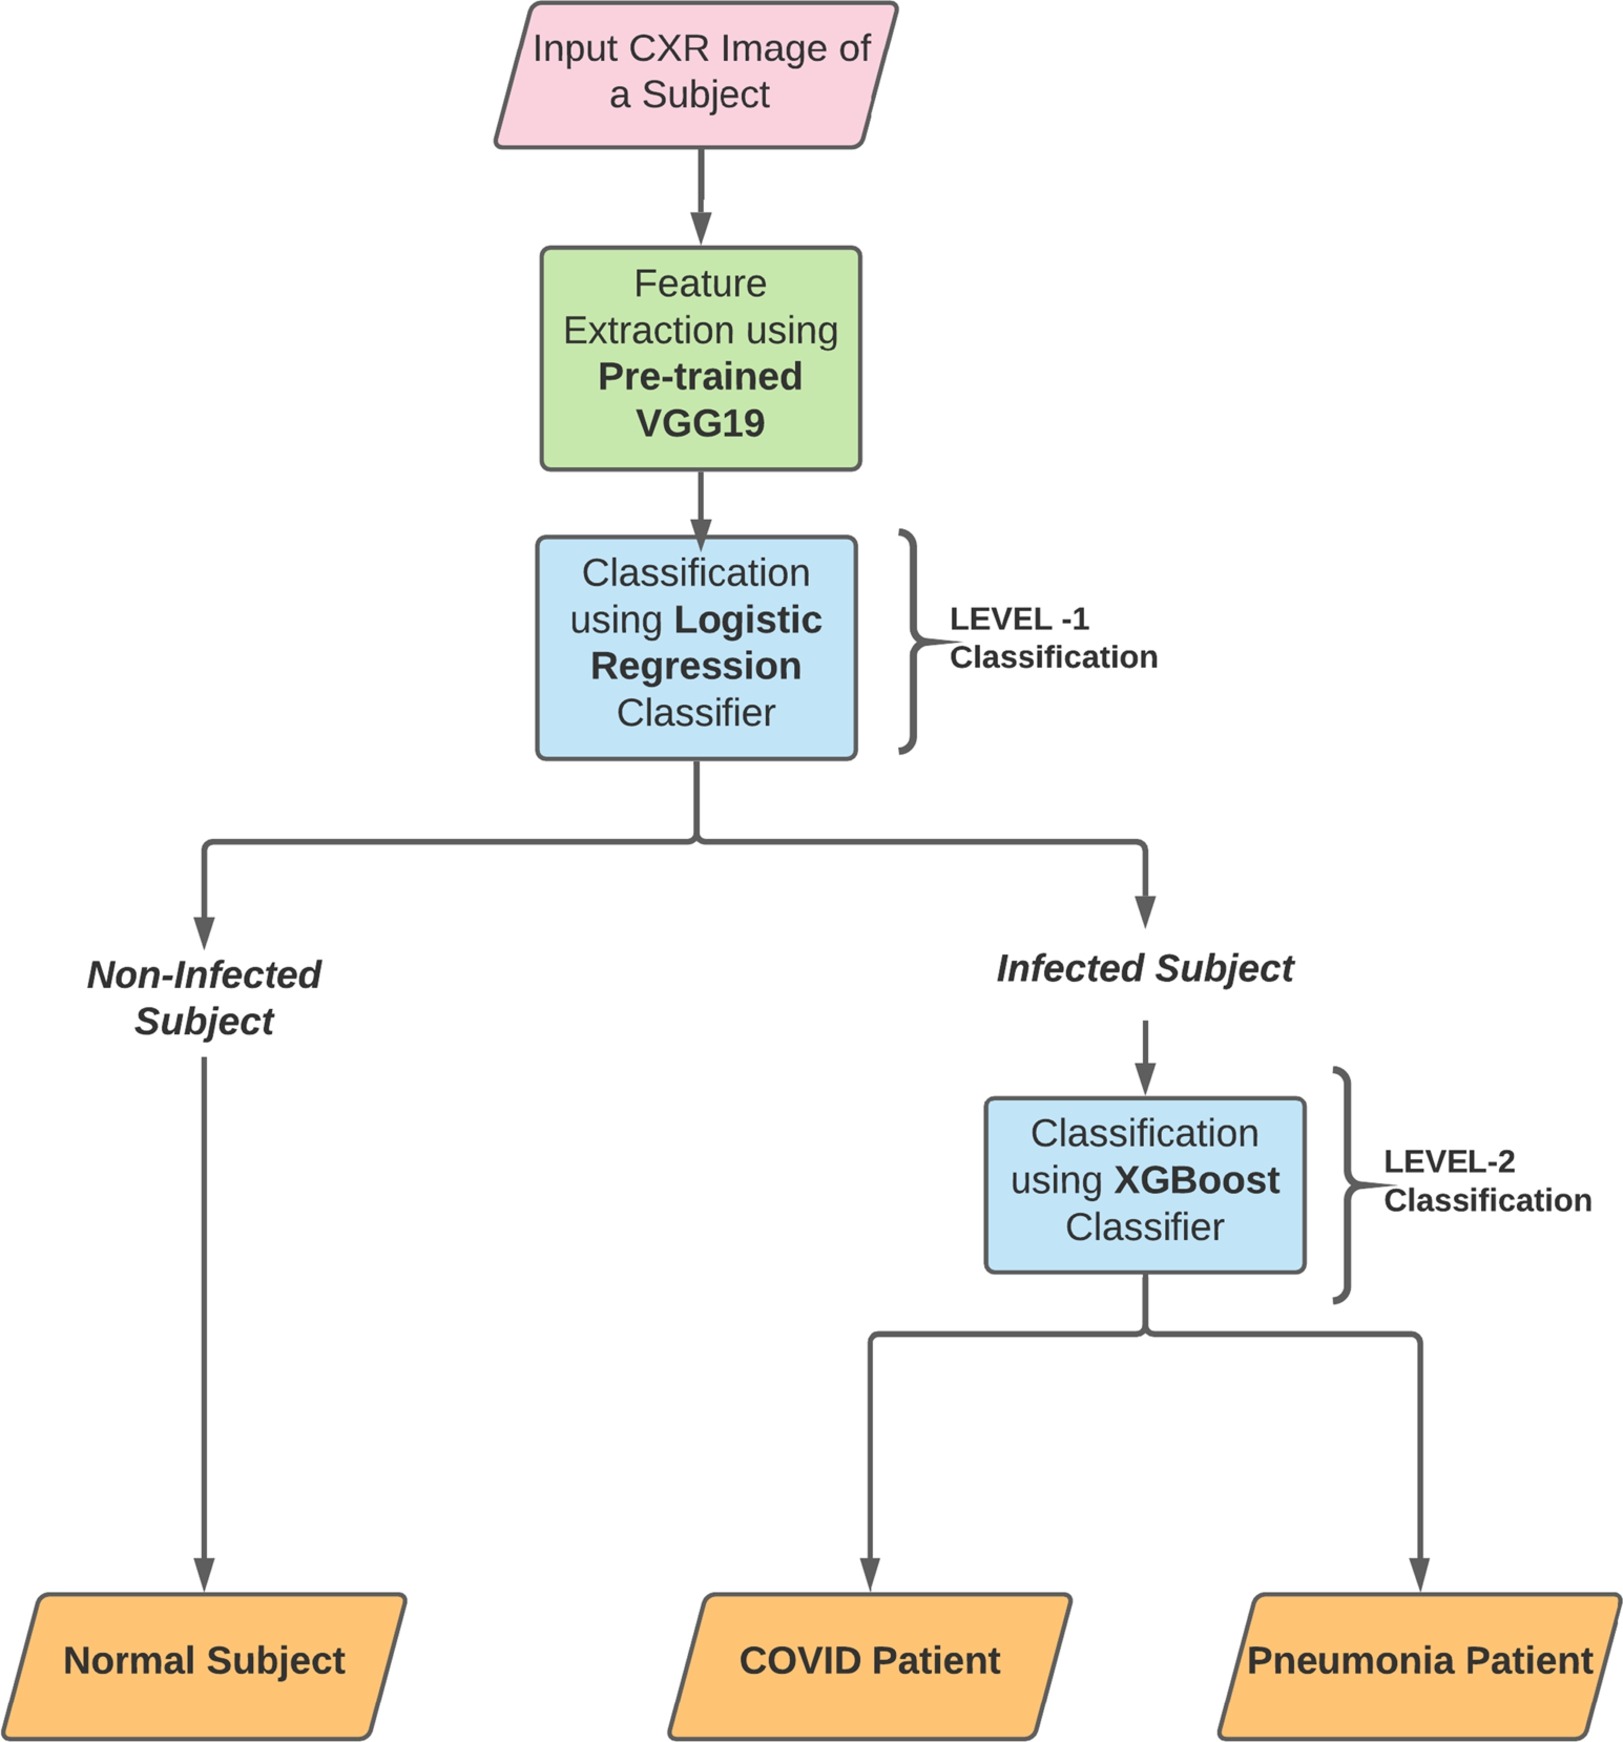 Input CXR Image of
a Subject
Feature
Extraction using
Pre-trained
VGG19
Classification
using Logistic
Regression
Classifier
LEVEL -1
Classification
Non-Infected
Subject
Infected Subject
Classification
using XGBoost
Classifier
LEVEL-2
Classification
Normal Subject
COVID Patient
Pneumonia Patient